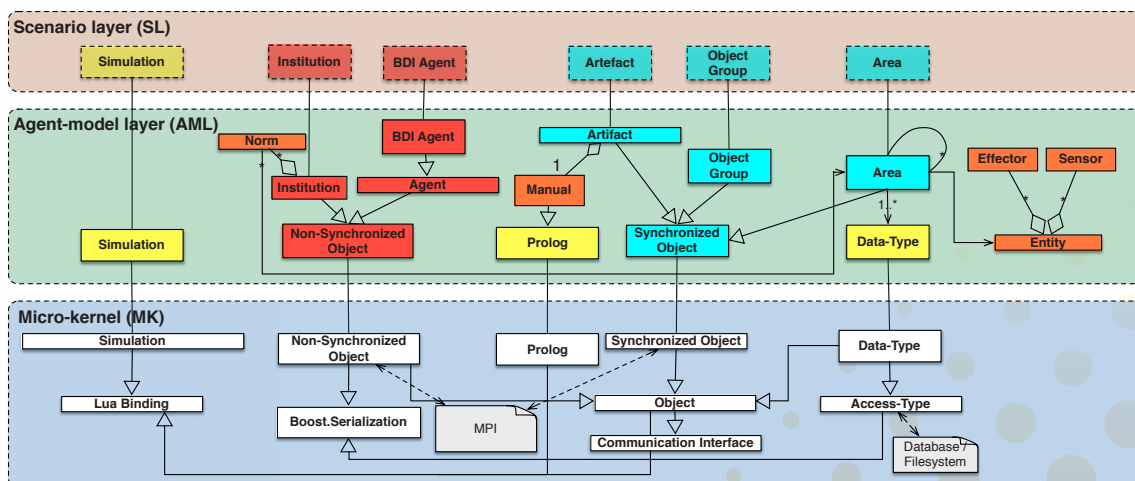 Scenario layer (SL)
Simulation
Institution
BDI Agent
Artefact
Object
Group
Area
Agent-model layer (AML)
Norm
*
*
BDI Agent
Artifact
1
Object
Group
Area
*
Effector
Sensor
Institution
Agent
Manual
1..*
*
*
Simulation
Non-Synchronized
Object
Prolog
Synchronized
Object
Data-Type
Entity
Micro-kernel (MK)
Simulation
Non-Synchronized
Object
Prolog
Synchronized Object
Data-Type
Lua Binding
Boost.Serialization
MPI
Object
Access-Type
Communication Interface
Database /
Filesystem